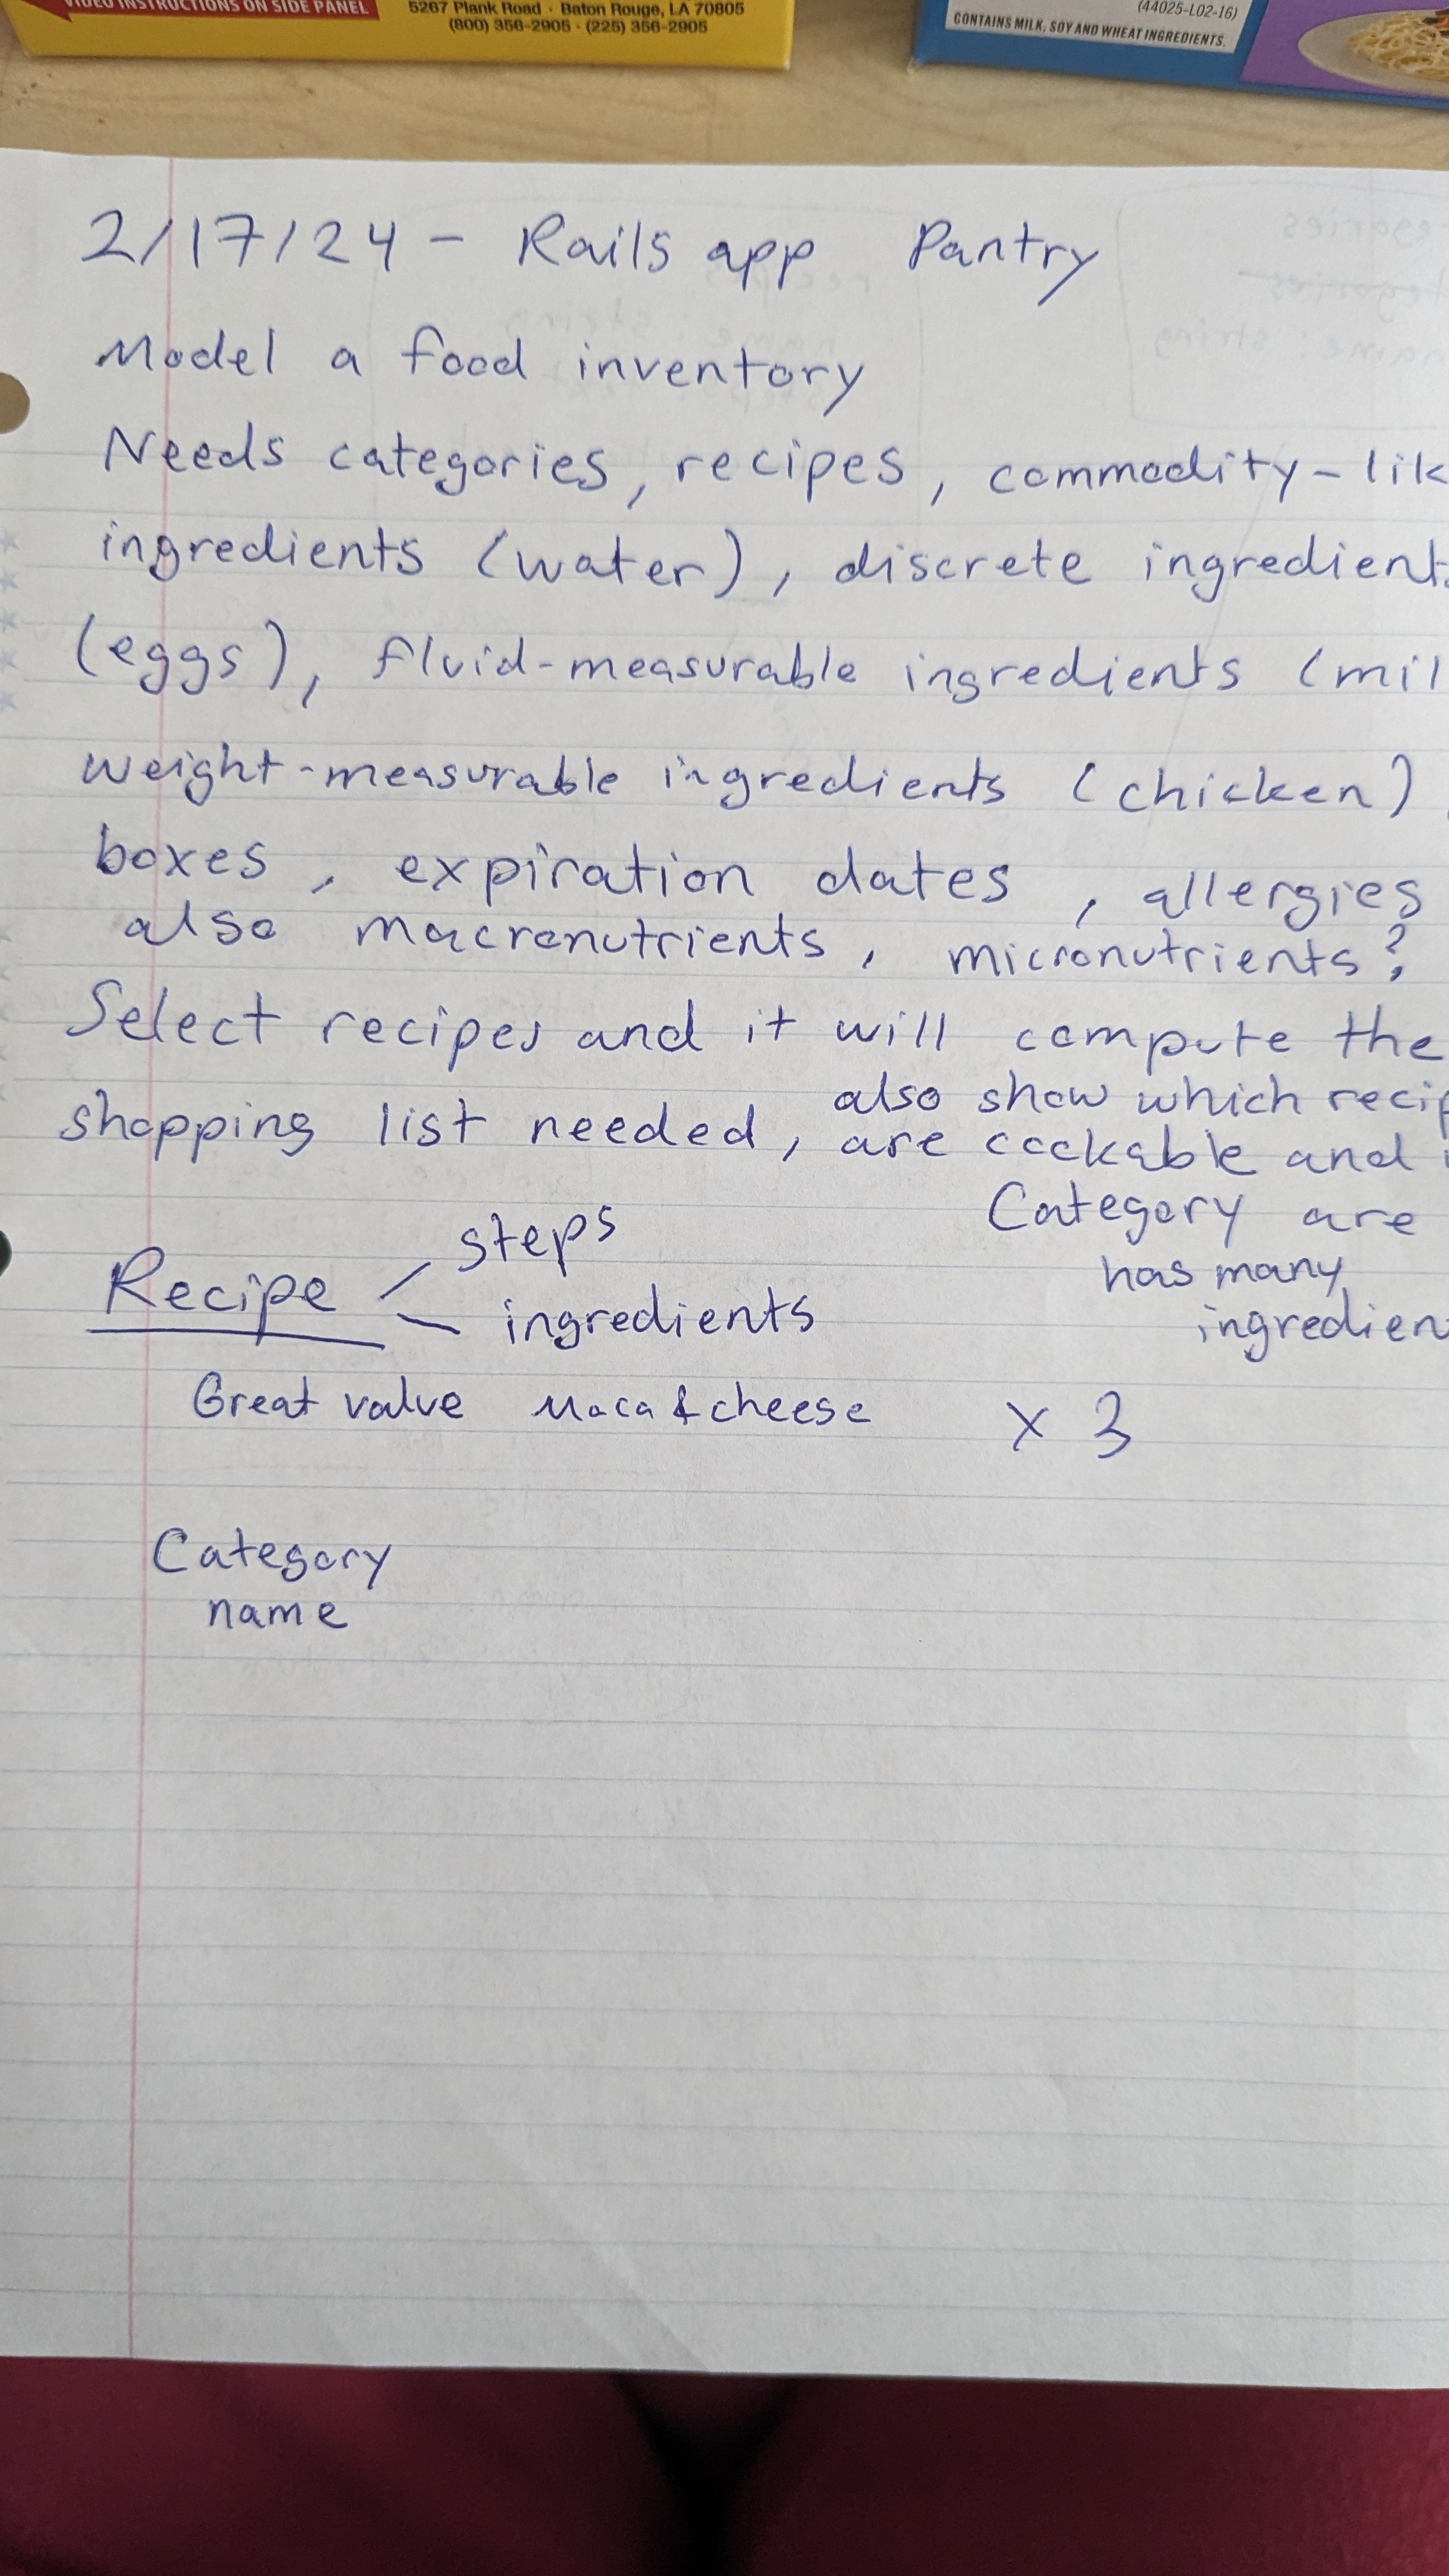 VIDEO INSTRUCTIONS ON SIDE PANEL
5267 Plank Road · Baton Rouge, LA 70805
(800) 356-2905 · (225) 356-2905
(44025-L02-16)
CONTAINS MILK, SOY AND WHEAT INGREDIENTS.
2/17/24 - Rails app Pantry
Model a food inventory
Needs categories, recipes, commodity-lik
ingredients (water), discrete ingredient
(eggs), fluid-measurable ingredients (mil
weight-measurable ingredients (chicken)
boxes, expiration dates, allergies
also macronutrients, micronutrients?
Select recipes and it will compute the
shopping list needed, also show which recip
are cookable and
Category are
has many
ingredien
Recipe < steps
ingredients
Great value Maca & cheese x 3
Category
name